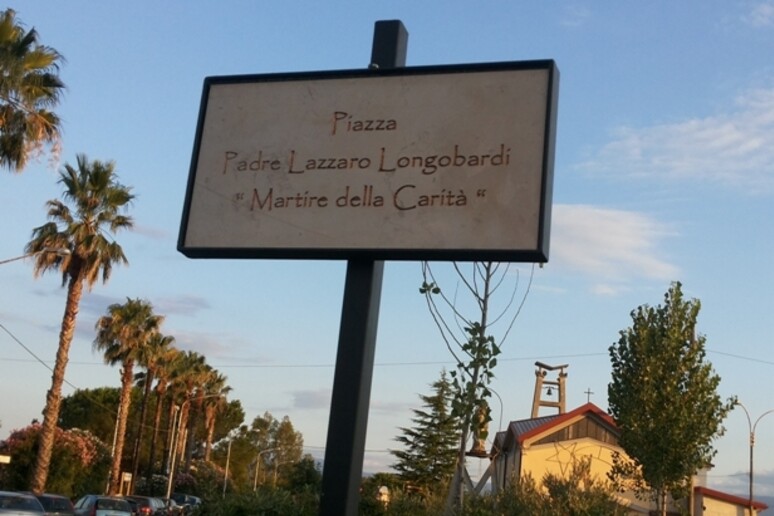 Piazza
Padre Lazzaro Longobardi
“ Martire della Carità “